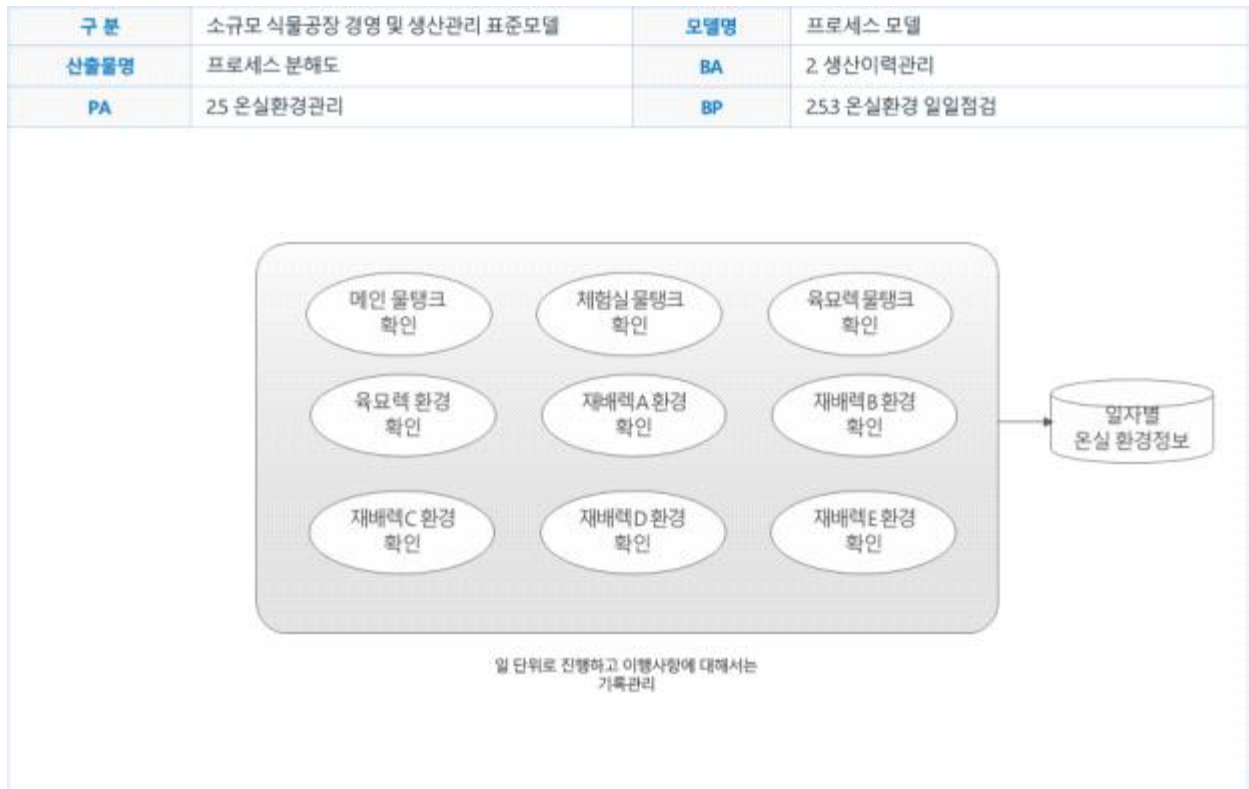 구 분 소규모 식물공장 경영 및 생산관리 표준모델 모델명 프로세스 모델
산출물명 프로세스 분해도 BA 2. 생산이력관리
PA 2.5 온실환경관리 BP 2.5.3 온실환경 일일점검
메인 물탱크
확인
체험실 물탱크
확인
육묘렉 물탱크
확인
육묘렉 환경
확인
재배렉A 환경
확인
재배렉B 환경
확인
일자별
온실 환경정보
재배렉C 환경
확인
재배렉D 환경
확인
재배렉E 환경
확인
일 단위로 진행하고 이행사항에 대해서는
기록관리